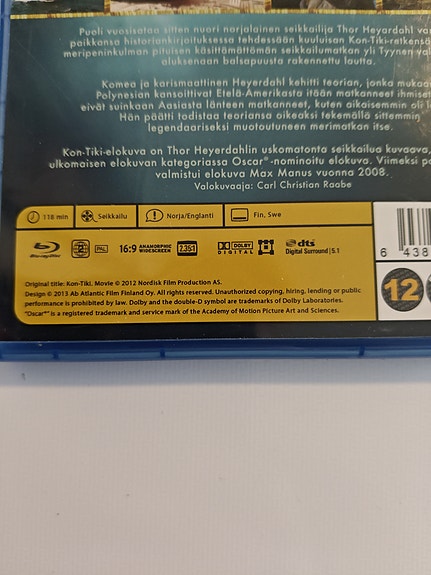 Puoli vuosisataa sitten nuori norjalainen seikkailija Thor Heyerdahl
paikkansa historiankirjoituksessa tehdessään kuuluisan Kon-Tiki-retkensä
meripeninkulman pituisen käsittämättömän seikkailumatkan yli Tyynen
aluksenaan balsapuusta rakennettu lautta.
Komea ja karismaattinen Heyerdahl kehitti teorian, jonka mukaan
Polynesian kansoittivat Etelä-Amerikasta itään matkanneet ihmiset
eivät suinkaan Aasiasta länteen matkanneet, kuten aikaisemmin oli
Hän päätti todistaa teoriansa oikeaksi tekemällä sittemmin
legendaariseksi muotoutuneen merimatkan itse.
Kon-Tiki-elokuva on Thor Heyerdahlin uskomatonta seikkailua kuvaava,
ulkomaisen elokuvan kategoriassa Oscar®-nominoitu elokuva. Viimeksi
valmistui elokuva Max Manus vuonna 2008.
Valokuvaaja: Carl Christian Raabe
118 min Seikkailu Norja/Englanti Fin, Swe
Blu-ray Disc 2 PAL 16:9 ANAMORPHIC WIDESCREEN 2.35:1 DOLBY DIGITAL dts Digital Surround | 5.1
6 438
12
Original title: Kon-Tiki. Movie © 2012 Nordisk Film Production AS.
Design © 2013 Ab Atlantic Film Finland Oy. All rights reserved. Unauthorized copying, hiring, lending or public
performance is prohibited by law. Dolby and the double-D symbol are trademarks of Dolby Laboratories.
"Oscar®" is a registered trademark and service mark of the Academy of Motion Picture Art and Sciences.